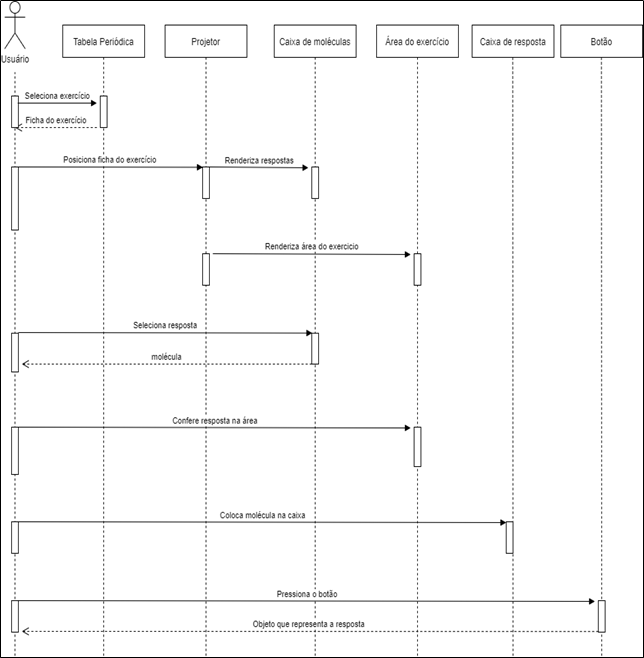 Usuário
Tabela Periódica
Projetor
Caixa de moléculas
Área do exercício
Caixa de resposta
Botão
Seleciona exercício
Ficha do exercício
Posiciona ficha do exercício
Renderiza respostas
Renderiza área do exercicio
Seleciona resposta
molécula
Confere resposta na área
Coloca molécula na caixa
Pressiona o botão
Objeto que representa a resposta